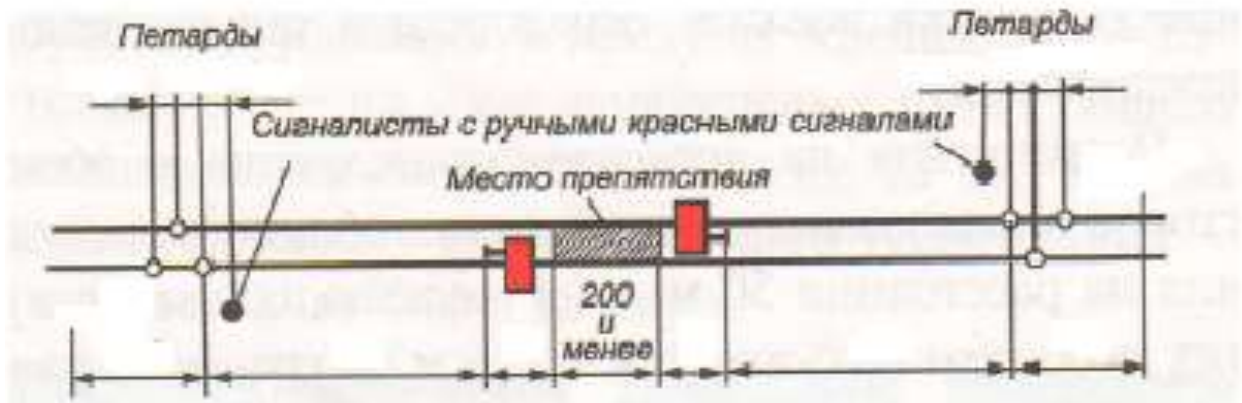 Петарды
Петарды
Сигналисты с ручными красными сигналами
Место препятствия
200
и
менее